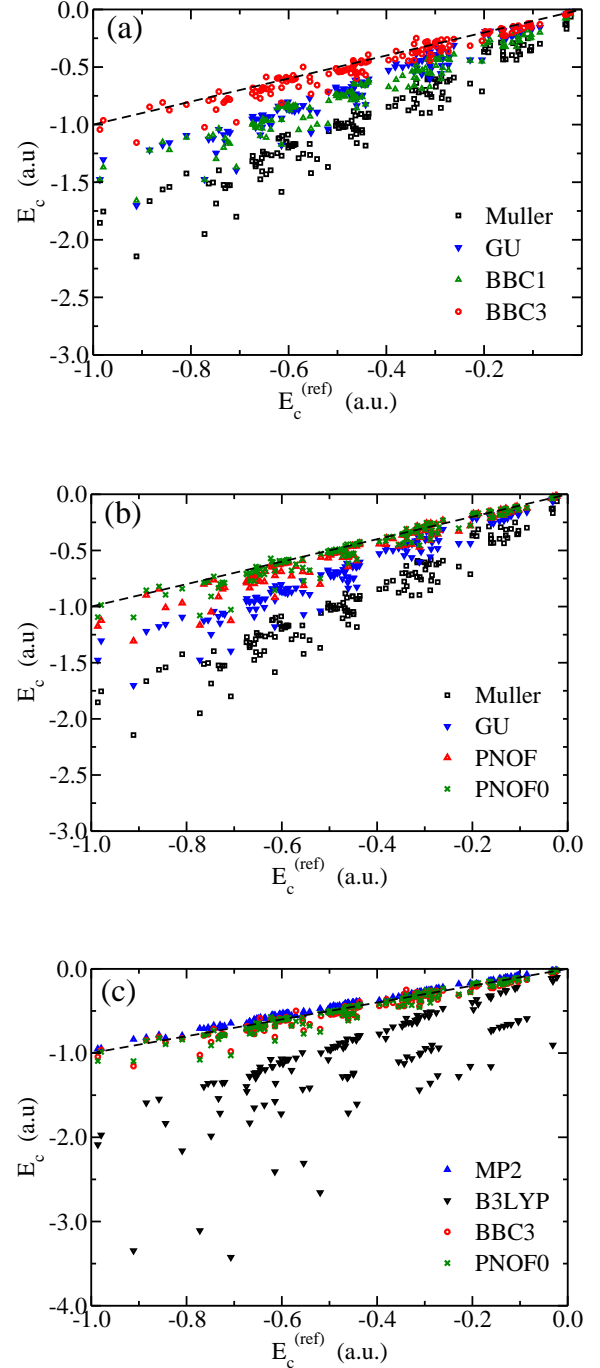 (a)
0.0
-0.5
-1.0
-1.5
-2.0
-2.5
-3.0
E_c (a.u)
Muller
GU
BBC1
BBC3
-1.0 -0.8 -0.6 -0.4 -0.2
E_c^(ref) (a.u.)
(b)
0.0
-0.5
-1.0
-1.5
-2.0
-2.5
-3.0
E_c (a.u)
Muller
GU
PNOF
PNOF0
-1.0 -0.8 -0.6 -0.4 -0.2 0.0
E_c^(ref) (a.u.)
(c)
0.0
-1.0
-2.0
-3.0
-4.0
E_c (a.u)
MP2
B3LYP
BBC3
PNOF0
-1.0 -0.8 -0.6 -0.4 -0.2 0.0
E_c^(ref) (a.u.)